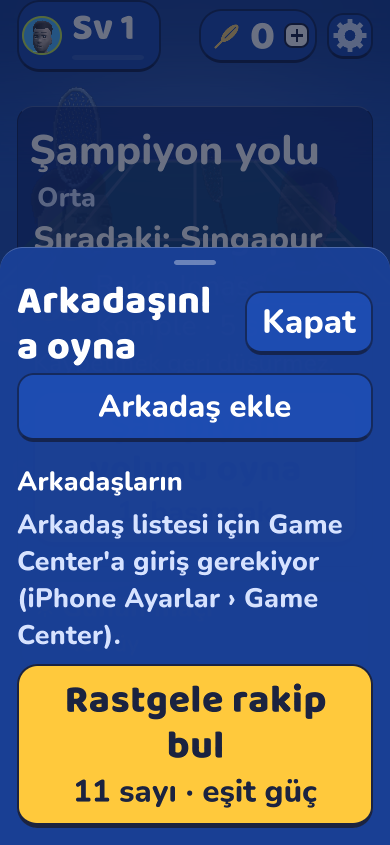 Sv 1
0
Şampiyon yolu
Orta
Sıradaki: Singapur
Arkadaşınl
a oyna
Kapat
Arkadaş ekle
Arkadaşların
Arkadaş listesi için Game
Center'a giriş gerekiyor
(iPhone Ayarlar › Game
Center).
Rastgele rakip
bul
11 sayı · eşit güç